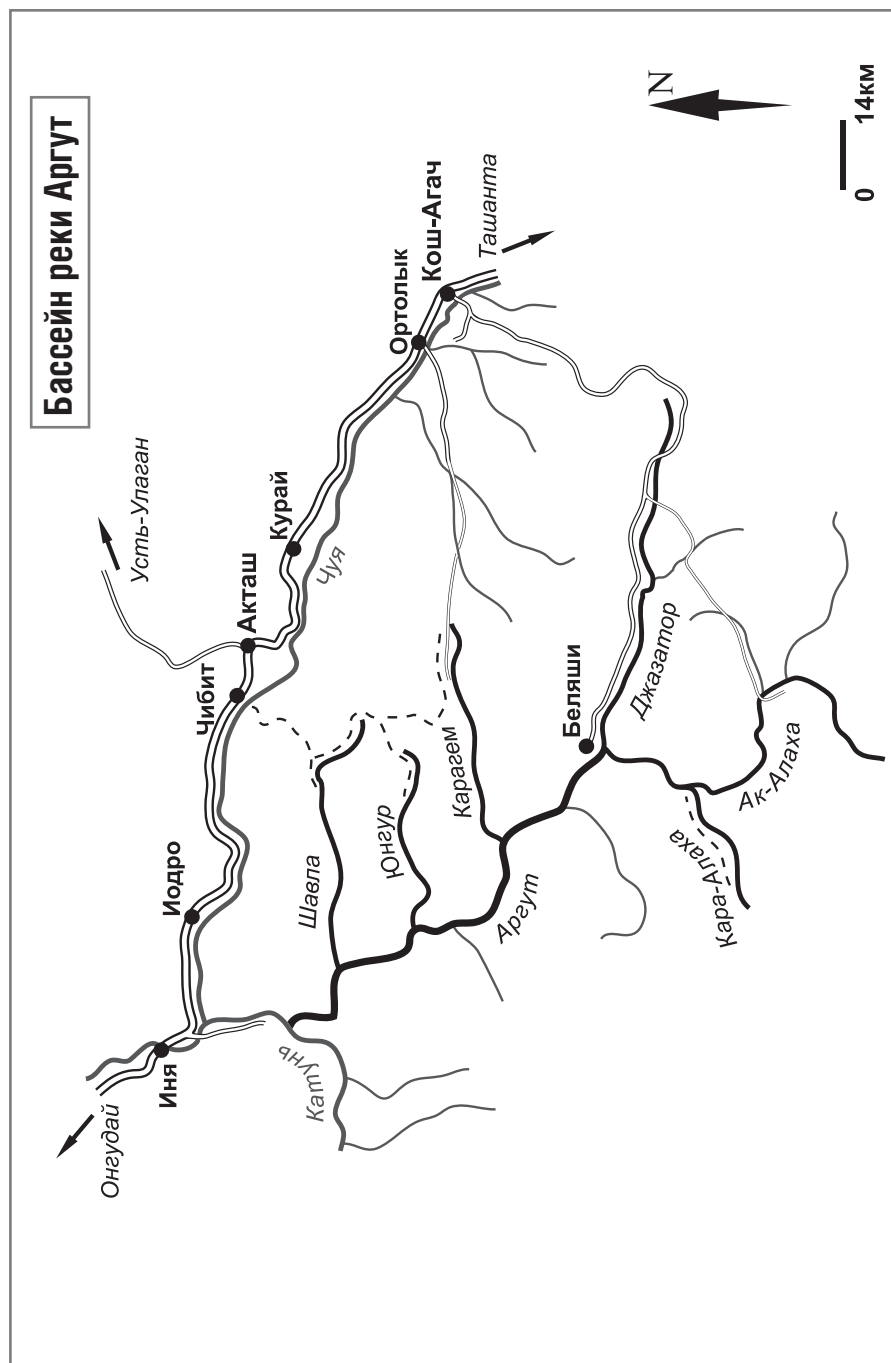 Бассейн реки Аргут
Усть-Улаган
Онгудай
Иня
Иодро
Чибит
Акташ
Курай
Чуя
Ортолык
Кош-Агач
Ташанта
Катунь
Шавла
Юнгур
Карагем
Аргут
Беляши
Джазатор
Кара-Алаха
Ак-Алаха
N
0 14км